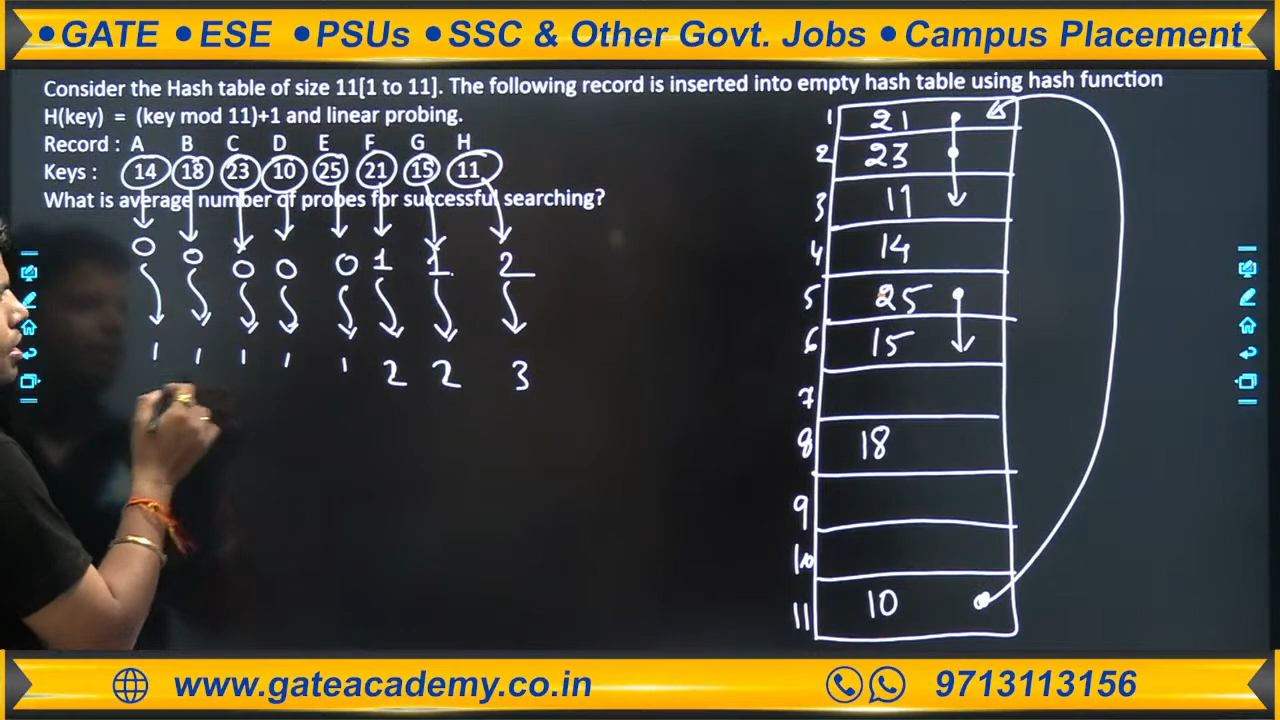 •GATE •ESE •PSUs •SSC & Other Govt. Jobs •Campus Placement
Consider the Hash table of size 11[1 to 11]. The following record is inserted into empty hash table using hash function
H(key) = (key mod 11)+1 and linear probing.
Record : A B C D E F G H
Keys : 14 18 23 10 25 21 15 11
What is average number of probes for successful searching?
0 0 0 0 0 1 1 2
1 1 1 1 1 2 2 3
1 21
2 23
3 11
4 14
5 25
6 15
7
8 18
9
10
11 10
www.gateacademy.co.in 9713113156